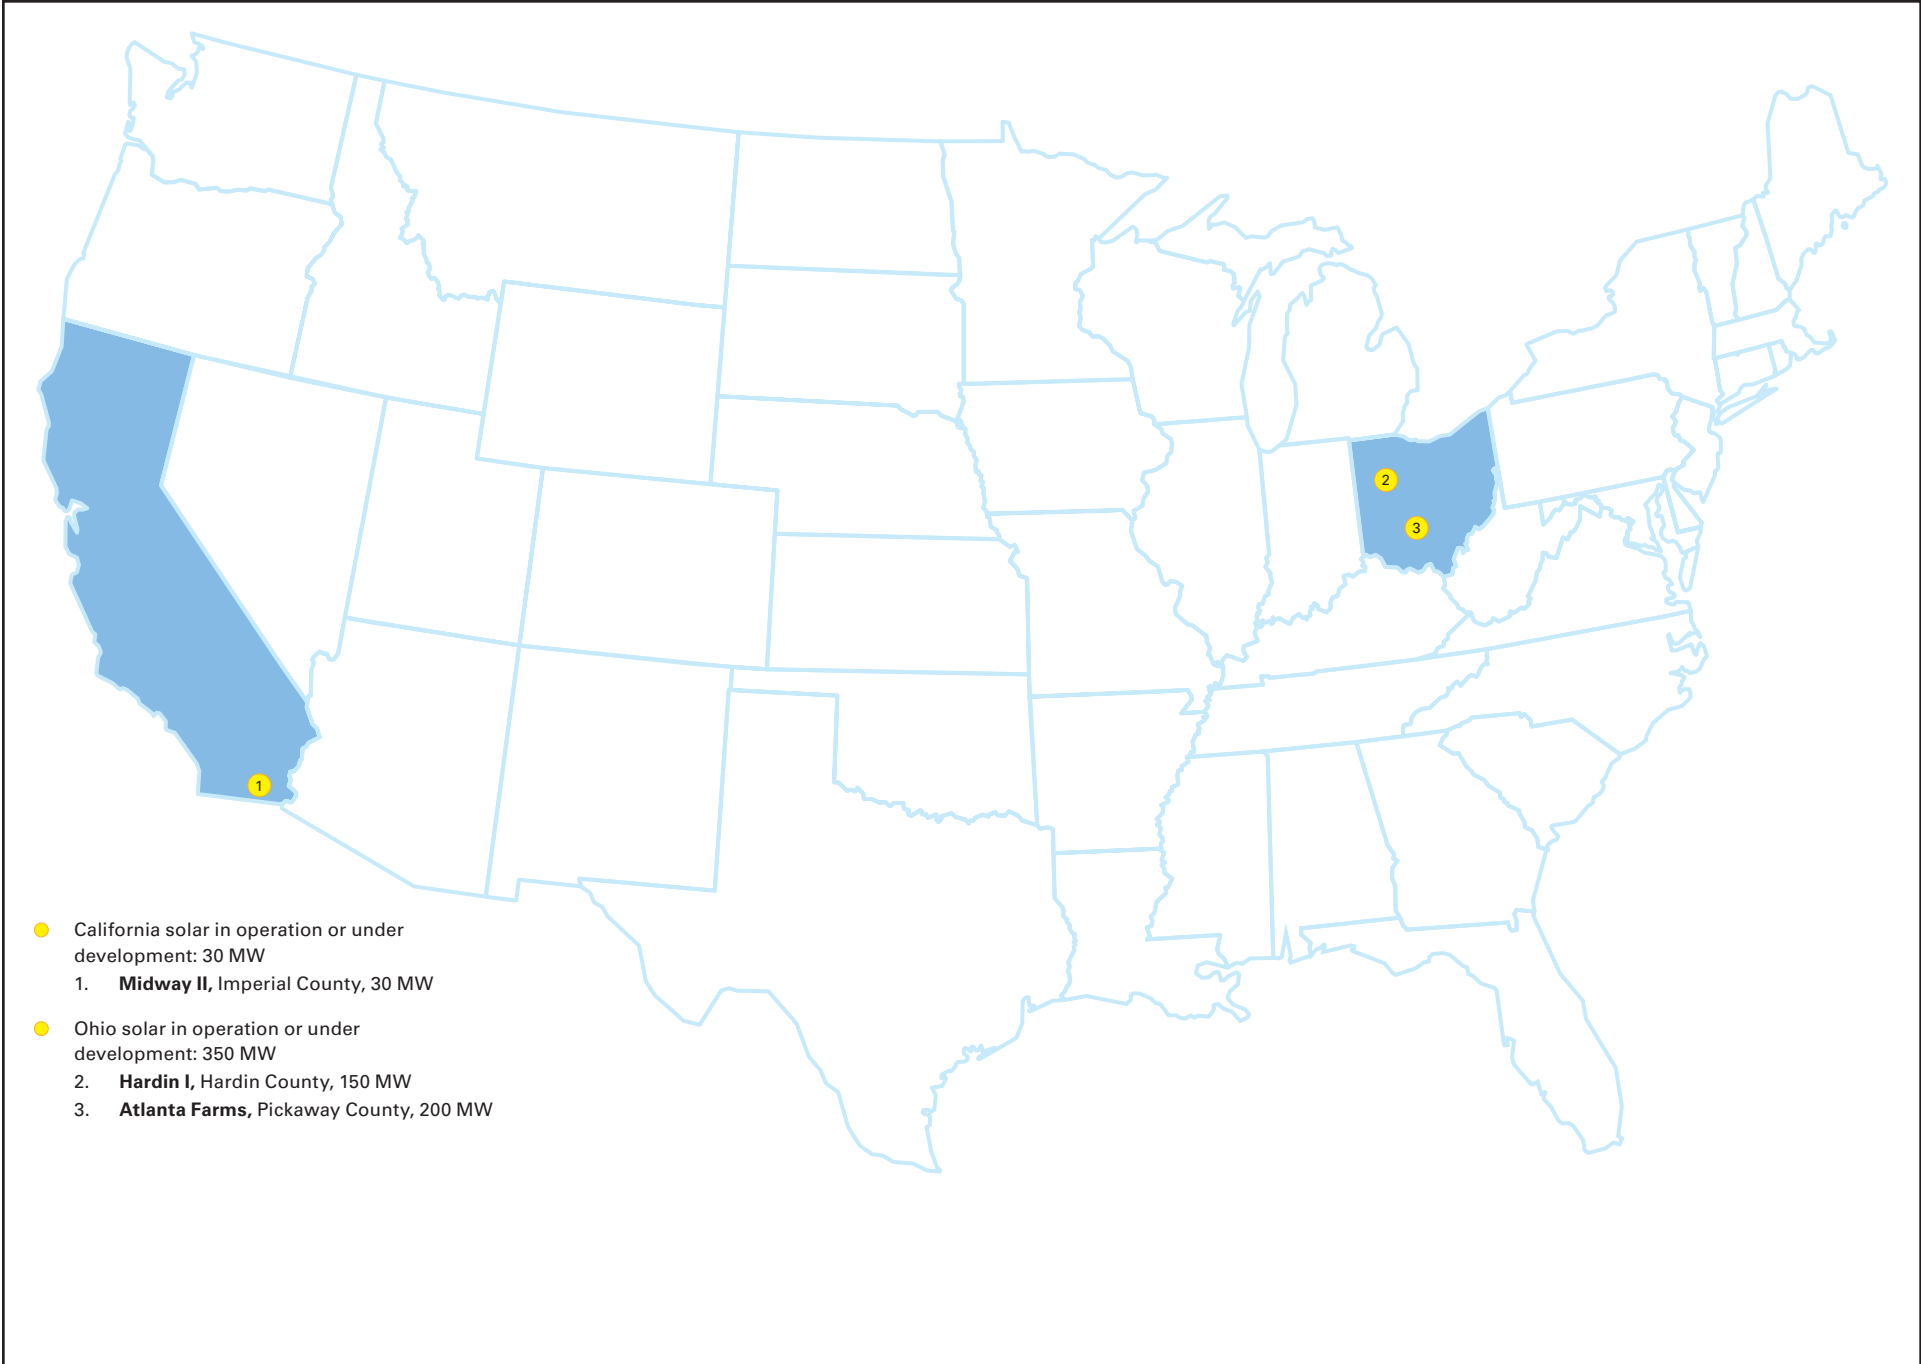 2
3
1
California solar in operation or under
development: 30 MW
1. Midway II, Imperial County, 30 MW
Ohio solar in operation or under
development: 350 MW
2. Hardin I, Hardin County, 150 MW
3. Atlanta Farms, Pickaway County, 200 MW